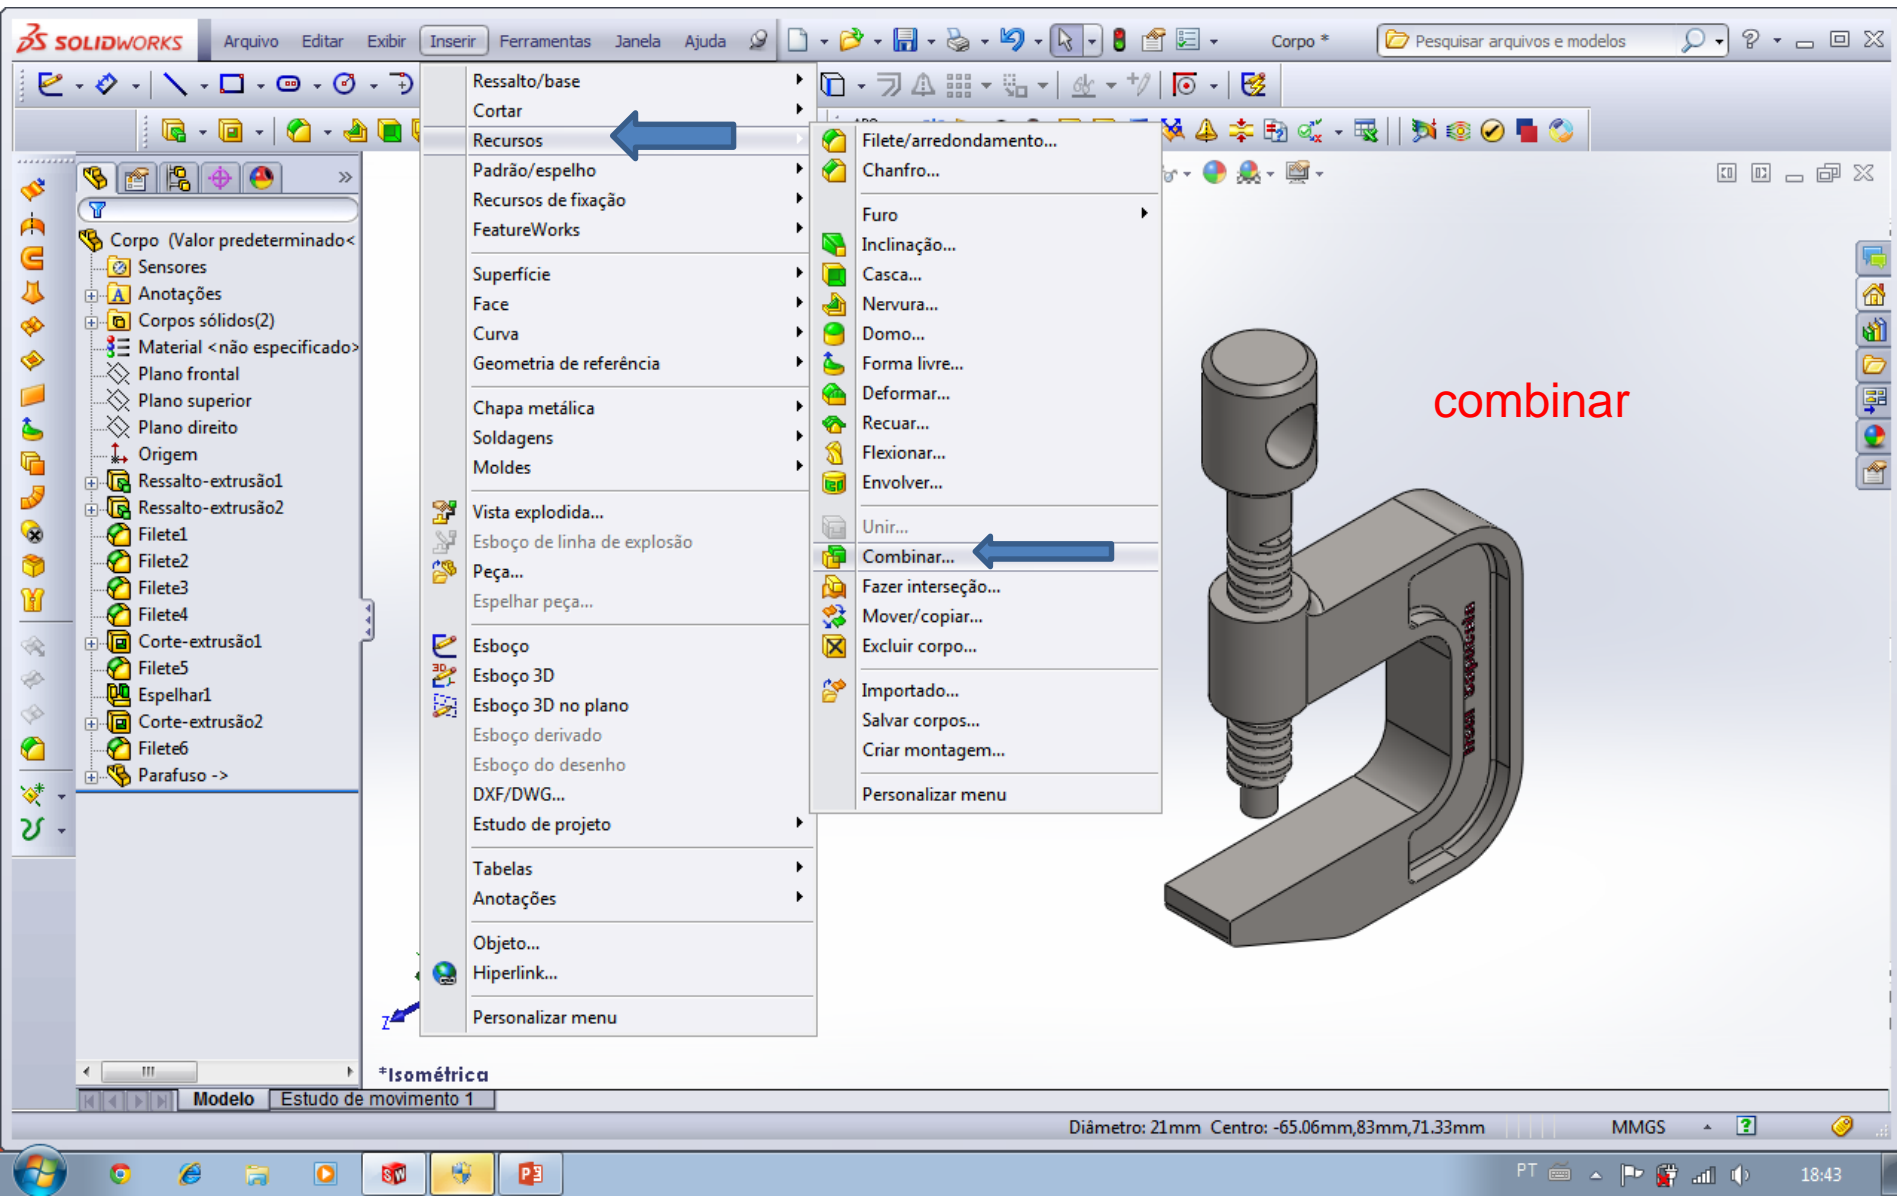 SOLIDWORKS
Arquivo Editar Exibir Inserir Ferramentas Janela Ajuda
Corpo *
Pesquisar arquivos e modelos
Corpo (Valor predeterminado<
Sensores
Anotações
Corpos sólidos(2)
Material <não especificado>
Plano frontal
Plano superior
Plano direito
Origem
Ressalto-extrusão1
Ressalto-extrusão2
Filete1
Filete2
Filete3
Filete4
Corte-extrusão1
Filete5
Espelhar1
Corte-extrusão2
Filete6
Parafuso ->
Ressalto/base
Cortar
Recursos
Padrão/espelho
Recursos de fixação
FeatureWorks
Superfície
Face
Curva
Geometria de referência
Chapa metálica
Soldagens
Moldes
Vista explodida...
Esboço de linha de explosão
Peça...
Espelhar peça...
Esboço
Esboço 3D
Esboço 3D no plano
Esboço derivado
Esboço do desenho
DXF/DWG...
Estudo de projeto
Tabelas
Anotações
Objeto...
Hiperlink...
Personalizar menu
Filete/arredondamento...
Chanfro...
Furo
Inclinação...
Casca...
Nervura...
Domo...
Forma livre...
Deformar...
Recuar...
Flexionar...
Envolver...
Unir...
Combinar...
Fazer interseção...
Mover/copiar...
Excluir corpo...
Importado...
Salvar corpos...
Criar montagem...
Personalizar menu
combinar
Z
*Isométrica
Modelo Estudo de movimento 1
Diâmetro: 21mm Centro: -65.06mm,83mm,71.33mm
MMGS
PT
18:43